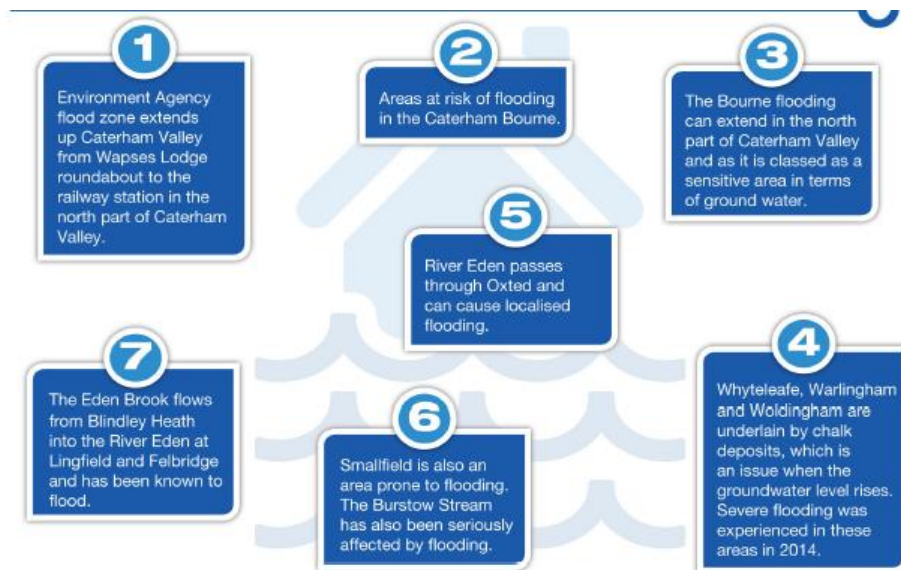 1
Environment Agency
flood zone extends
up Caterham Valley
from Wapses Lodge
roundabout to the
railway station in the
north part of Caterham
Valley.
2
Areas at risk of flooding
in the Caterham Bourne.
3
The Bourne flooding
can extend in the north
part of Caterham Valley
and as it is classed as a
sensitive area in terms
of ground water.
5
River Eden passes
through Oxted and
can cause localised
flooding.
7
The Eden Brook flows
from Blindley Heath
into the River Eden at
Lingfield and Felbridge
and has been known to
flood.
6
Smallfield is also an
area prone to flooding.
The Burstow Stream
has also been seriously
affected by flooding.
4
Whyteleafe, Warlingham
and Woldingham are
underlain by chalk
deposits, which is
an issue when the
groundwater level rises.
Severe flooding was
experienced in these
areas in 2014.